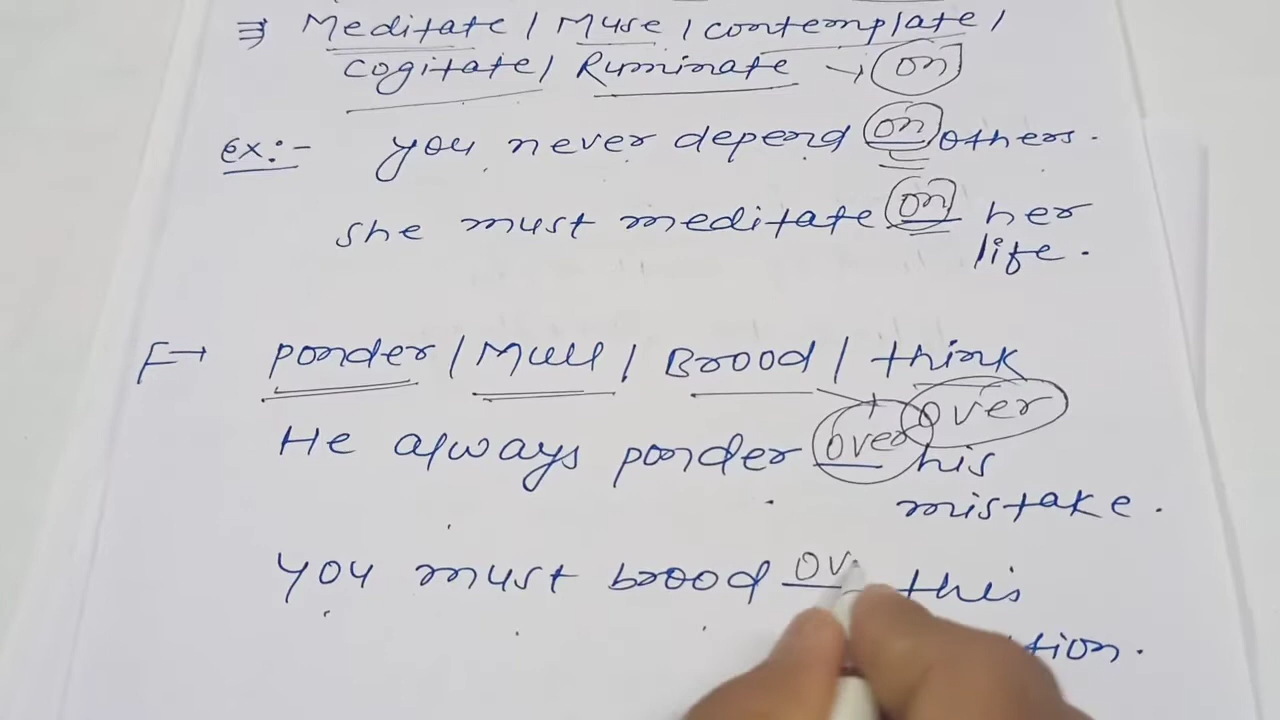 ⇒ Meditate / Muse / contemplate /
cogitate / Ruminate → on
ex:- you never depend on others.
she must meditate on her
life.
F→ ponder / Mull / Brood / think
over
He always ponder over his
mistake.
you must brood ov this